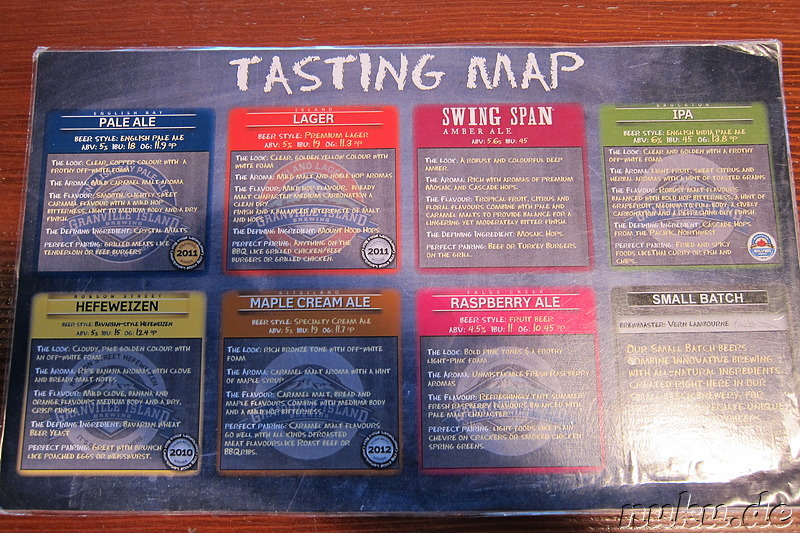 TASTING MAP
ENGLISH BAY
PALE ALE
BEER STYLE: ENGLISH PALE ALE
ABV: 5% IBU: 18 OG: 11.9 °P
THE LOOK: CLEAR, COPPER COLOUR WITH A
FROTHY OFF-WHITE FOAM
THE AROMA: MILD CARAMEL MALT AROMA
THE FLAVOUR: SMOOTH, SLIGHTLY SWEET
CARAMEL FLAVOUR WITH A MILD HOP
BITTERNESS, LIGHT TO MEDIUM BODY AND A DRY
FINISH
THE DEFINING INGREDIENT: CRYSTAL MALTS
PERFECT PAIRING: GRILLED MEATS LIKE
TENDERLOIN OR BEEF BURGERS
2011
ISLAND
LAGER
BEER STYLE: PREMIUM LAGER
ABV: 5% IBU: 19 OG: 11.3 °P
THE LOOK: CLEAR, GOLDEN YELLOW COLOUR WITH
WHITE FOAM
THE AROMA: MILD MALT AND NOBLE HOP AROMAS
THE FLAVOUR: MILD HOP FLAVOUR, BREADY
MALT CHARACTER MEDIUM CARBONATION
CLEAN DRY
FINISH AND A BALANCED AFTERTASTE OF MALT
AND HOPS
THE DEFINING INGREDIENT: MOUNT HOOD HOPS
PERFECT PAIRING: ANYTHING ON THE
BBQ, LIKE GRILLED CHICKEN/BEEF
BURGERS OR GRILLED CHICKEN.
2011
SWING SPAN
AMBER ALE
ABV: 5.6% IBU: 45
THE LOOK: A ROBUST AND COLOURFUL DEEP
AMBER.
THE AROMA: RICH WITH AROMAS OF PREMIUM
MOSAIC AND CASCADE HOPS.
THE FLAVOUR: TROPICAL FRUIT, CITRUS AND
FLORAL FLAVOURS COMBINE WITH PALE AND
CARAMEL MALTS TO PROVIDE BALANCE FOR A
LINGERING YET MODERATELY BITTER FINISH
THE DEFINING INGREDIENT: MOSAIC HOPS
PERFECT PAIRING: BEEF OR TURKEY BURGERS
ON THE GRILL.
BROCKTON
IPA
BEER STYLE: ENGLISH INDIA PALE ALE
ABV: 6% IBU: 45 OG: 13.8 °P
THE LOOK: CLEAR AND GOLDEN WITH A FROTHY
OFF-WHITE FOAM
THE AROMA: LIGHT FRUIT, SWEET CITRUS AND
HERBAL AROMAS WITH A HINT OF TOASTED GRAINS
THE FLAVOUR: ROBUST MALT FLAVOURS
BALANCED WITH BOLD HOP BITTERNESS, A HINT OF
GRAPEFRUIT, MEDIUM TO FULL BODY, A LIVELY
CARBONATION AND A REFRESHING DRY FINISH
THE DEFINING INGREDIENT: CASCADE HOPS
FROM THE PACIFIC NORTHWEST
PERFECT PAIRING: FRIED AND SPICY
FOODS LIKE THAI CURRY OR FISH AND
CHIPS.
ROBSON STREET
HEFEWEIZEN
BEER STYLE: BAVARIAN-STYLE HEFEWEIZEN
ABV: 5% IBU: 15 OG: 12.4 °P
THE LOOK: CLOUDY, PALE GOLDEN COLOUR WITH
AN OFF-WHITE FOAM
THE AROMA: RIPE BANANA AROMAS WITH CLOVE
AND BREADY MALT NOTES
THE FLAVOUR: MILD CLOVE, BANANA AND
ORANGE FLAVOURS MEDIUM BODY AND A DRY,
CRISP FINISH
THE DEFINING INGREDIENT: BAVARIAN WHEAT
BEER YEAST
PERFECT PAIRING: GREAT WITH BRUNCH
LIKE POACHED EGGS OR WEISSWURST.
2010
KITSILANO
MAPLE CREAM ALE
BEER STYLE: SPECIALTY CREAM ALE
ABV: 5% IBU: 19 OG: 11.7 °P
THE LOOK: RICH BRONZE TONE WITH OFF-WHITE
FOAM
THE AROMA: CARAMEL MALT AROMA WITH A HINT
OF MAPLE SYRUP
THE FLAVOUR: CARAMEL MALT, BREAD AND
MAPLE FLAVOURS COMBINE WITH MEDIUM BODY
AND A MILD HOP BITTERNESS.
PERFECT PAIRING: CARAMEL MALT FLAVOURS
GO WELL WITH ALL KINDS OF ROASTED
MEAT FLAVOURS LIKE ROAST BEEF OR
BBQ RIBS.
2012
FALSE CREEK
RASPBERRY ALE
BEER STYLE: FRUIT BEER
ABV: 4.5% IBU: 11 OG: 10.45 °P
THE LOOK: BOLD PINK TONES & A FROTHY
LIGHT-PINK FOAM
THE AROMA: UNMISTAKABLE FRESH RASPBERRY
AROMAS
THE FLAVOUR: REFRESHINGLY TART SUMMER
FRESH RASPBERRY FLAVOURS BALANCED WITH
PALE MALT CHARACTER
PERFECT PAIRING: LIGHT FOODS LIKE PLAIN
CHEVRE ON CRACKERS OR SMOKED CHICKEN
SPRING GREENS.
SMALL BATCH
BREWMASTER: VERN LAMBOURNE
OUR SMALL BATCH BEERS
COMBINE INNOVATIVE BREWING
WITH ALL-NATURAL INGREDIENTS.
CREATED RIGHT HERE IN OUR
BREWERY, FOR
UNIQUE
nuku.de